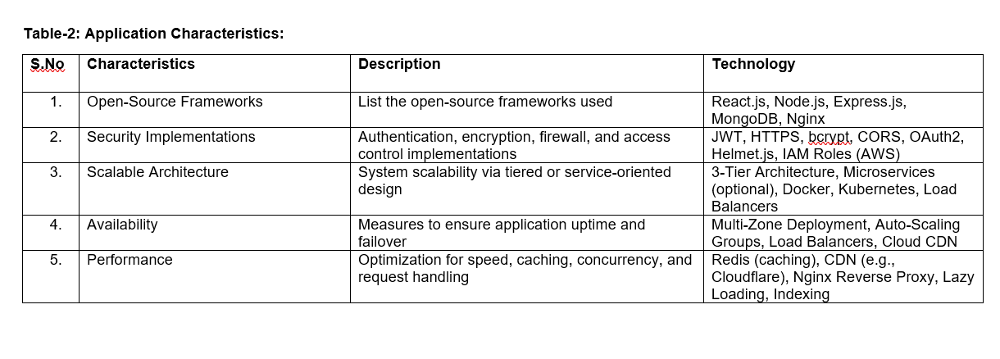 Table-2: Application Characteristics:
S.No Characteristics Description Technology
1. Open-Source Frameworks List the open-source frameworks used React.js, Node.js, Express.js,
MongoDB, Nginx
2. Security Implementations Authentication, encryption, firewall, and access JWT, HTTPS, bcrypt, CORS, OAuth2,
control implementations Helmet.js, IAM Roles (AWS)
3. Scalable Architecture System scalability via tiered or service-oriented 3-Tier Architecture, Microservices
design (optional), Docker, Kubernetes, Load
Balancers
4. Availability Measures to ensure application uptime and Multi-Zone Deployment, Auto-Scaling
failover Groups, Load Balancers, Cloud CDN
5. Performance Optimization for speed, caching, concurrency, and Redis (caching), CDN (e.g.,
request handling Cloudflare), Nginx Reverse Proxy, Lazy
Loading, Indexing